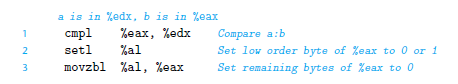 a is in %edx, b is in %eax
1 cmpl %eax, %edx Compare a:b
2 setl %al Set low order byte of %eax to 0 or 1
3 movzbl %al, %eax Set remaining bytes of %eax to 0